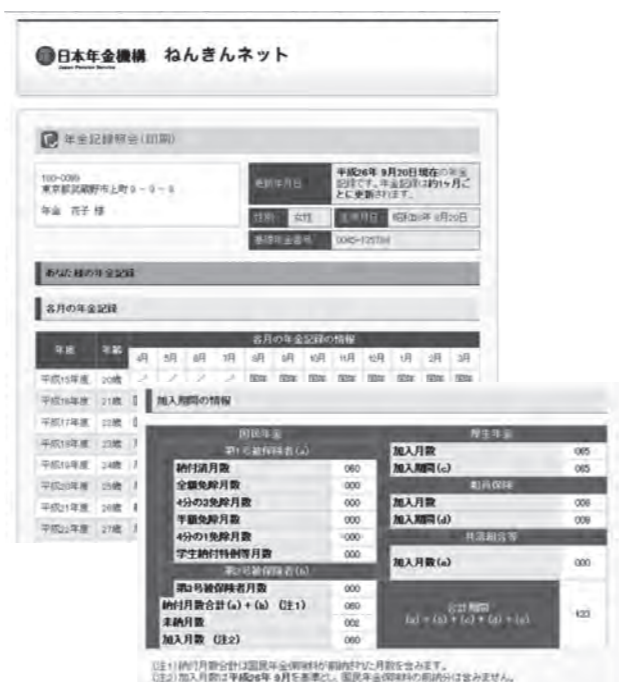 日本年金機構 ねんきんネット
Japan Pension Service
年金記録照会(印刷)
東京都武蔵野市上町9-9-9
年金 花子 様
更新年月日
平成26年 9月20日現在の年金
記録です。年金記録は約1ヶ月ご
とに更新されます。
性別 女性 生年月日
基礎年金番号
あなた様の年金記録
各月の年金記録
年度 年齢 各月の年金記録の情報
4月 5月 6月 7月 8月 9月 10月 11月 12月 1月 2月 3月
平成15年度 20歳
平成16年度 21歳
平成17年度 22歳
平成18年度 23歳
平成19年度 24歳
平成20年度 25歳
平成21年度 26歳
平成22年度 27歳
加入期間の情報
国民年金
第1号被保険者(a)
納付済月数 060
全額免除月数 000
4分の3免除月数 000
半額免除月数 000
4分の1免除月数 000
学生納付特例等月数 000
第3号被保険者(b)
第3号被保険者月数 000
納付月数合計(a)+(b) (注1) 060
未納月数 002
加入月数 (注2) 060
厚生年金
加入月数 065
加入期間(c) 065
船員保険
加入月数
加入期間(d)
共済組合等
加入月数(e) 000
合計期間
(a)+(b)+(c)+(d)+(e)
(注1)納付月数合計は国民年金保険料が前納された月数を含みます。
(注2)加入月数は平成26年 9月を基準とし、国民年金保険料の前納分は含みません。